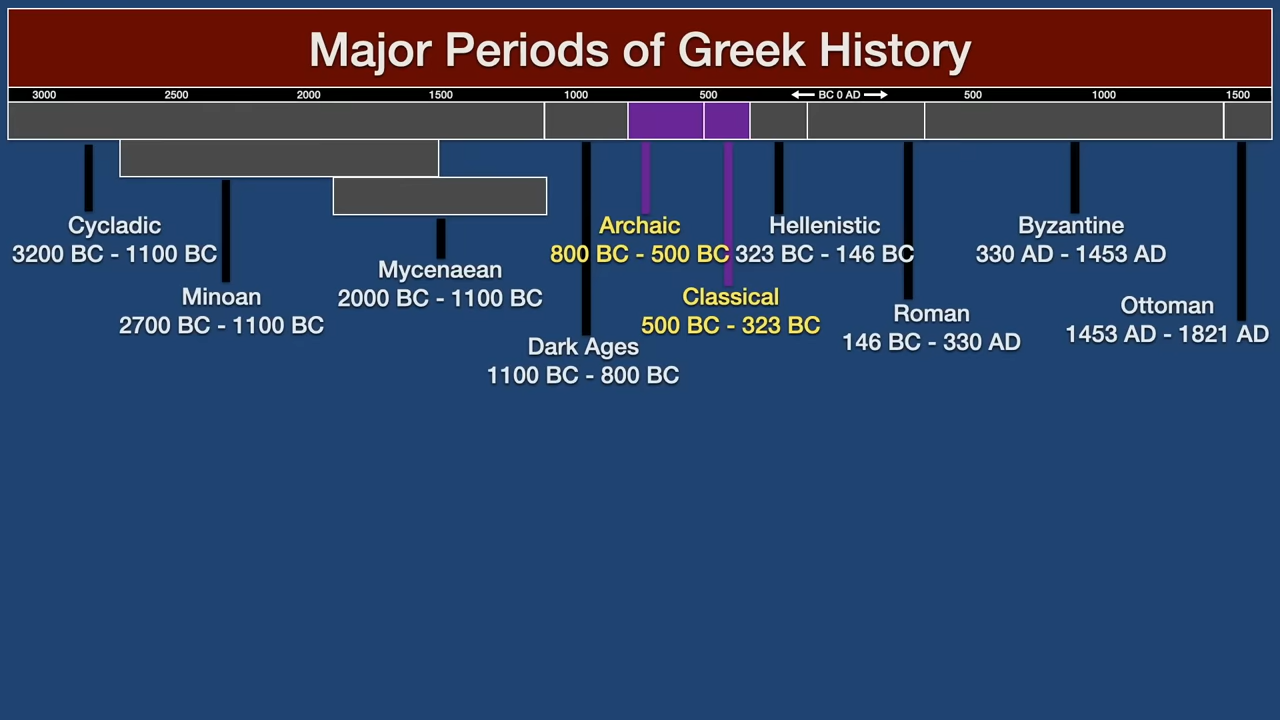 Major Periods of Greek History
3000 2500 2000 1500 1000 500 BC 0 AD 500 1000 1500
Cycladic
3200 BC - 1100 BC
Minoan
2700 BC - 1100 BC
Mycenaean
2000 BC - 1100 BC
Dark Ages
1100 BC - 800 BC
Archaic
800 BC - 500 BC
Classical
500 BC - 323 BC
Hellenistic
323 BC - 146 BC
Roman
146 BC - 330 AD
Byzantine
330 AD - 1453 AD
Ottoman
1453 AD - 1821 AD